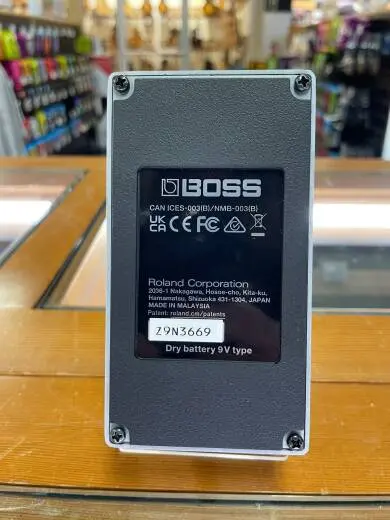 BOSS
CAN ICES-003(B)/NMB-003(B)
UK CA CE FC
Roland Corporation
2036-1 Nakagawa, Hosoe-cho, Kita-ku,
Hamamatsu, Shizuoka 431-1304, JAPAN
MADE IN MALAYSIA
Patent: roland.cm/patents
Z9N3669
Dry battery 9V type